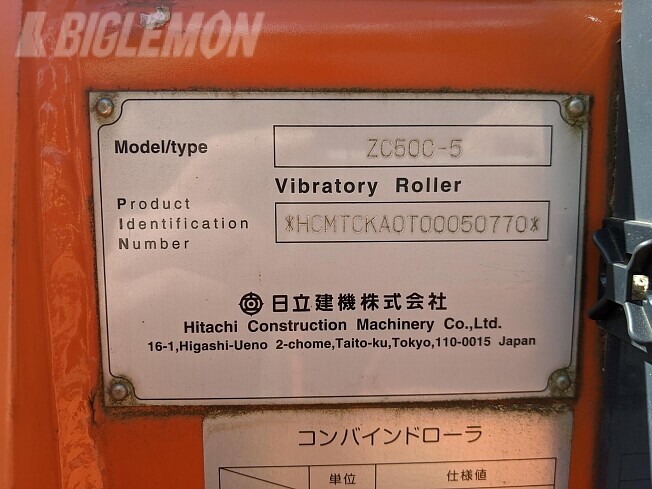 BIGLEMON
Model/type ZC50C-5
Vibratory Roller
Product
Identification
Number
*HCMTCKA0T00050770*
日立建機株式会社
Hitachi Construction Machinery Co.,Ltd.
16-1,Higashi-Ueno 2-chome,Taito-ku,Tokyo,110-0015 Japan
コンバインドローラ
単位 仕様値